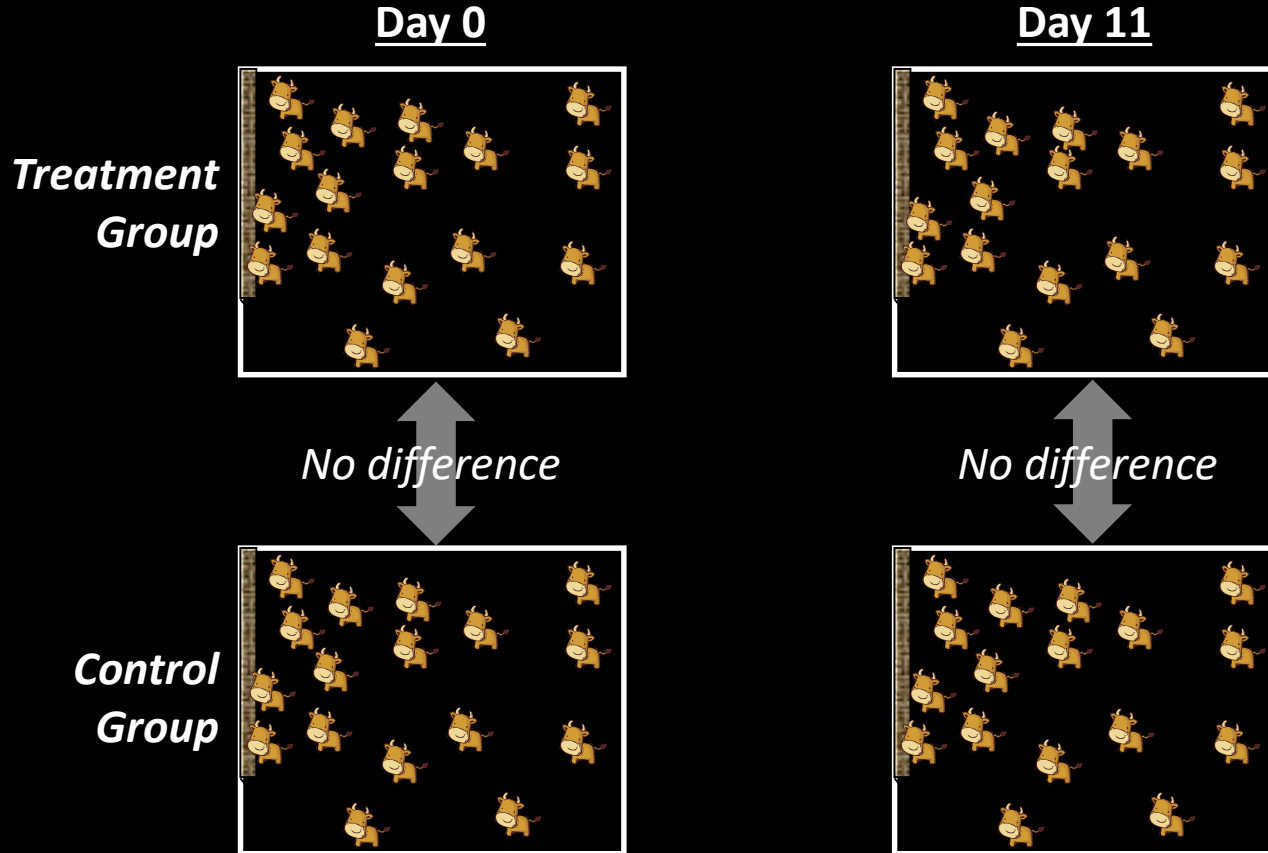 Day 0
Day 11
Treatment
Group
No difference
No difference
Control
Group